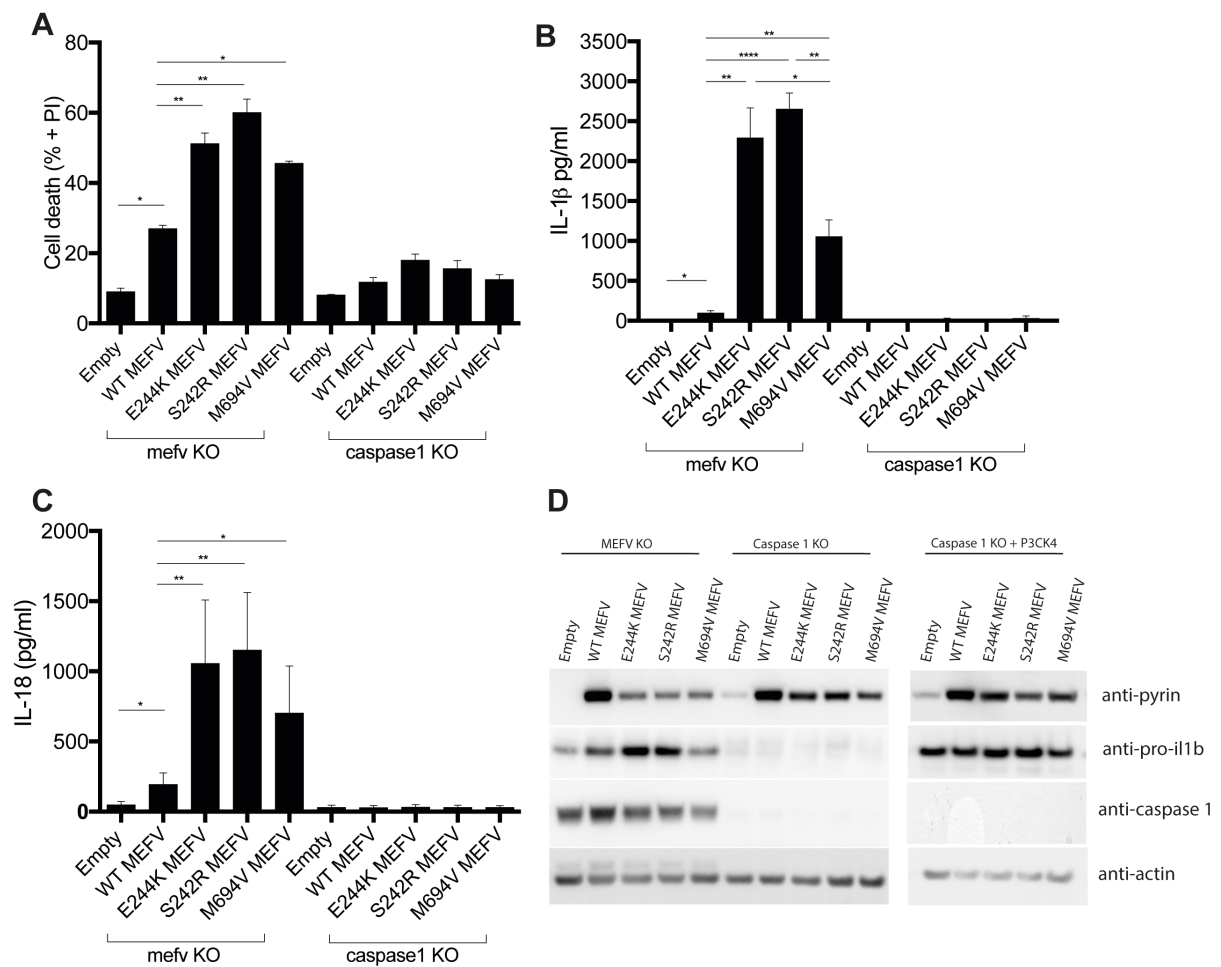 A
Cell death (% + PI)
80
60
40
20
0
*
**
**
*
Empty
WT MEFV
E244K MEFV
S242R MEFV
M694V MEFV
Empty
WT MEFV
E244K MEFV
S242R MEFV
M694V MEFV
mefv KO
caspase1 KO
B
IL-1β pg/ml
3500
3000
2500
2000
1500
1000
500
0
**
**** **
** *
*
Empty
WT MEFV
E244K MEFV
S242R MEFV
M694V MEFV
Empty
WT MEFV
E244K MEFV
S242R MEFV
M694V MEFV
mefv KO
caspase1 KO
C
IL-18 (pg/ml)
2000
1500
1000
500
0
*
**
**
*
Empty
WT MEFV
E244K MEFV
S242R MEFV
M694V MEFV
Empty
WT MEFV
E244K MEFV
S242R MEFV
M694V MEFV
mefv KO
caspase1 KO
D
MEFV KO
Caspase 1 KO
Caspase 1 KO + P3CK4
Empty
WT MEFV
E244K MEFV
S242R MEFV
M694V MEFV
Empty
WT MEFV
E244K MEFV
S242R MEFV
M694V MEFV
Empty
WT MEFV
E244K MEFV
S242R MEFV
M694V MEFV
anti-pyrin
anti-pro-il1b
anti-caspase 1
anti-actin